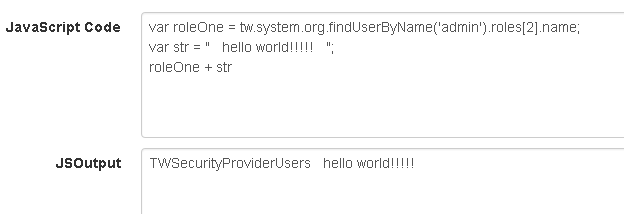 JavaScript Code var roleOne = tw.system.org.findUserByName('admin').roles[2].name;
var str = "   hello world!!!!!   ";
roleOne + str
JSOutput TWSecurityProviderUsers   hello world!!!!!